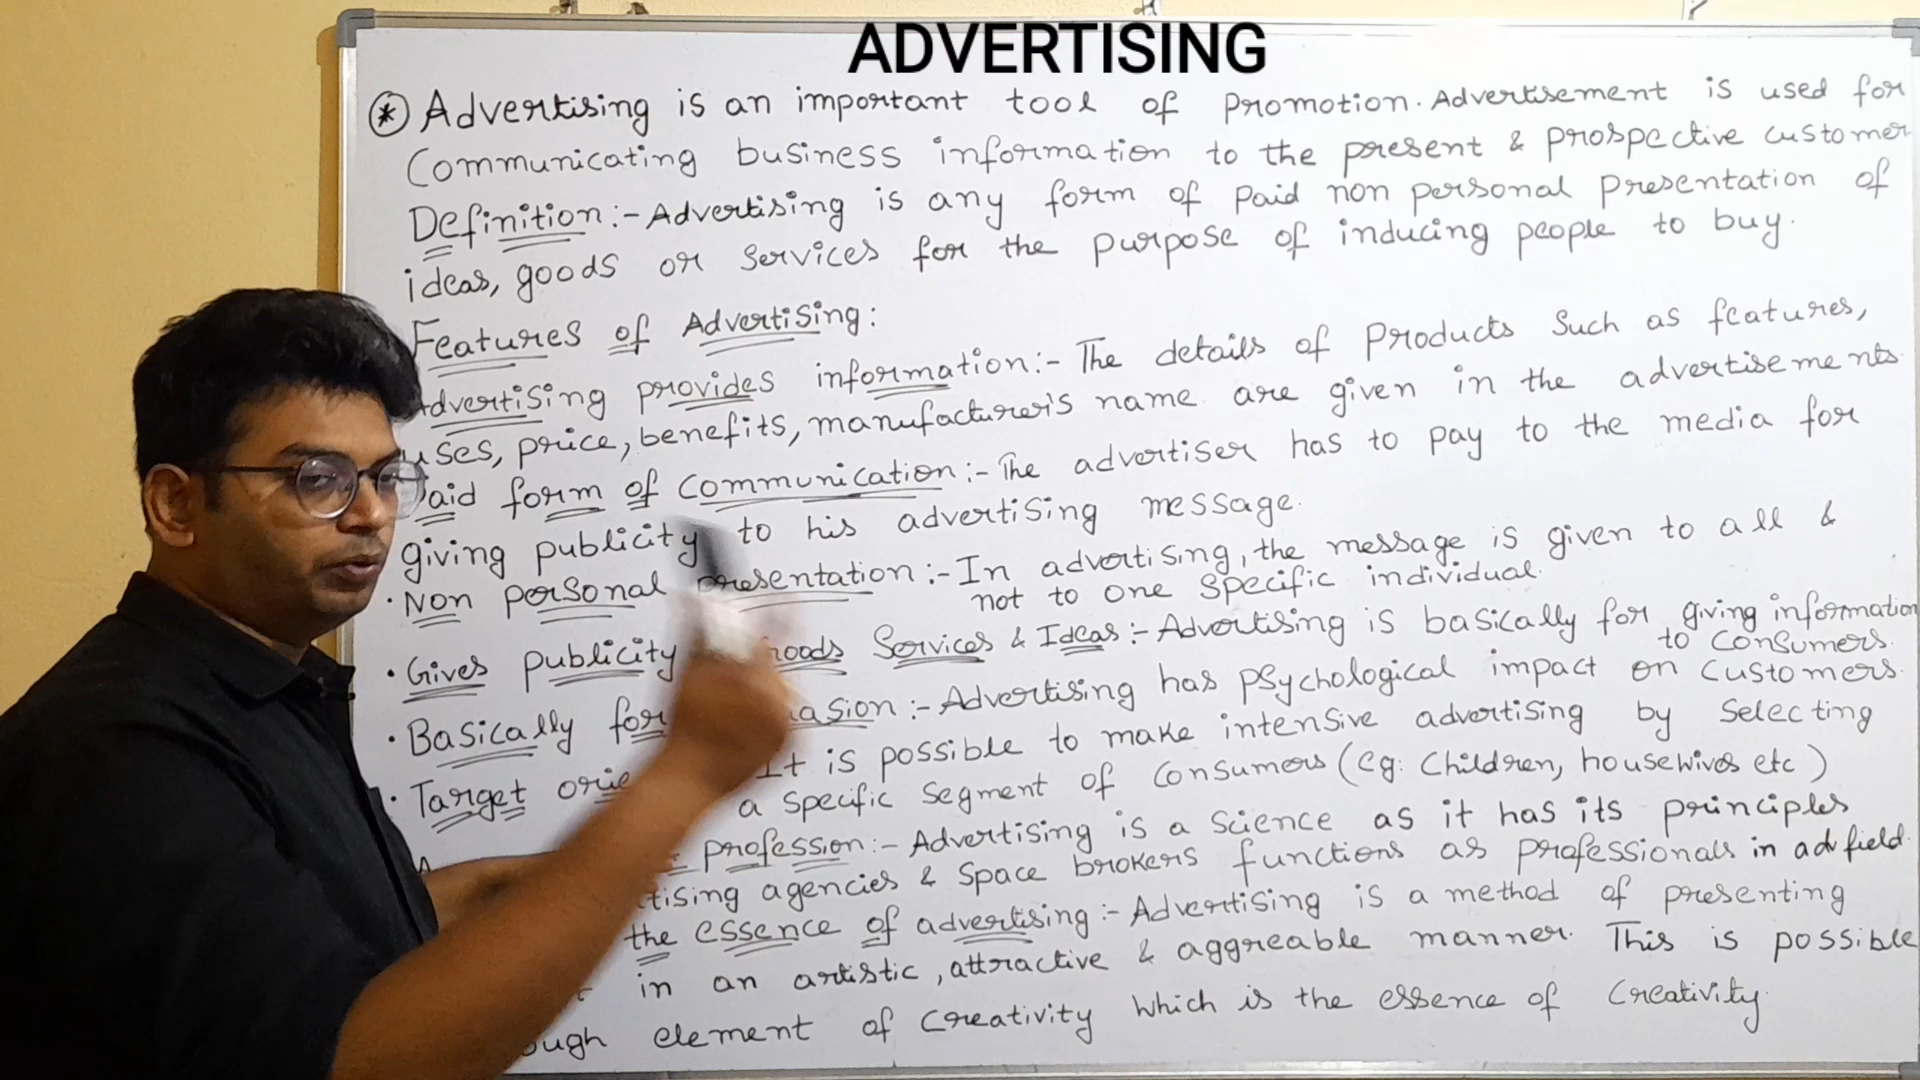 ADVERTISING
* Advertising is an important tool of promotion. Advertisement is used for
Communicating business information to the present & prospective customer
Definition:- Advertising is any form of paid non personal presentation of
ideas, goods or services for the purpose of inducing people to buy.
Features of Advertising:
Advertising provides information:- The details of products such as features,
uses, price, benefits, manufacturer's name are given in the advertisements.
Paid form of communication:- The advertiser has to pay to the media for
giving publicity to his advertising message.
· Non personal presentation:- In advertising, the message is given to all &
not to one specific individual.
· Gives publicity Goods Services & Ideas:- Advertising is basically for giving information
to consumers.
· Basically for asion:- Advertising has psychological impact on customers.
· Target orie It is possible to make intensive advertising by selecting
a specific segment of consumers (eg: children, housewives etc)
profession:- Advertising is a science as it has its principles
tising agencies & space brokers functions as professionals in adv field.
the essence of advertising:- Advertising is a method of presenting
in an artistic, attractive & aggreable manner. This is possible
ough element of creativity which is the essence of creativity.